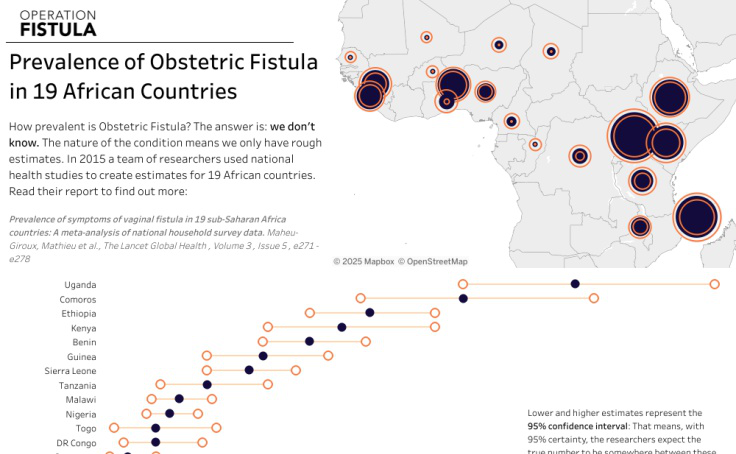 OPERATION
FISTULA
Prevalence of Obstetric Fistula
in 19 African Countries
How prevalent is Obstetric Fistula? The answer is: we don't
know. The nature of the condition means we only have rough
estimates. In 2015 a team of researchers used national
health studies to create estimates for 19 African countries.
Read their report to find out more:
Prevalence of symptoms of vaginal fistula in 19 sub-Saharan Africa
countries: A meta-analysis of national household survey data. Maheu-
Giroux, Mathieu et al., The Lancet Global Health , Volume 3 , Issue 5 , e271 -
e278
© 2025 Mapbox © OpenStreetMap
Uganda
Comoros
Ethiopia
Kenya
Benin
Guinea
Sierra Leone
Tanzania
Malawi
Nigeria
Togo
DR Congo
Lower and higher estimates represent the
95% confidence interval: That means, with
95% certainty, the researchers expect the
true number to be somewhere between these